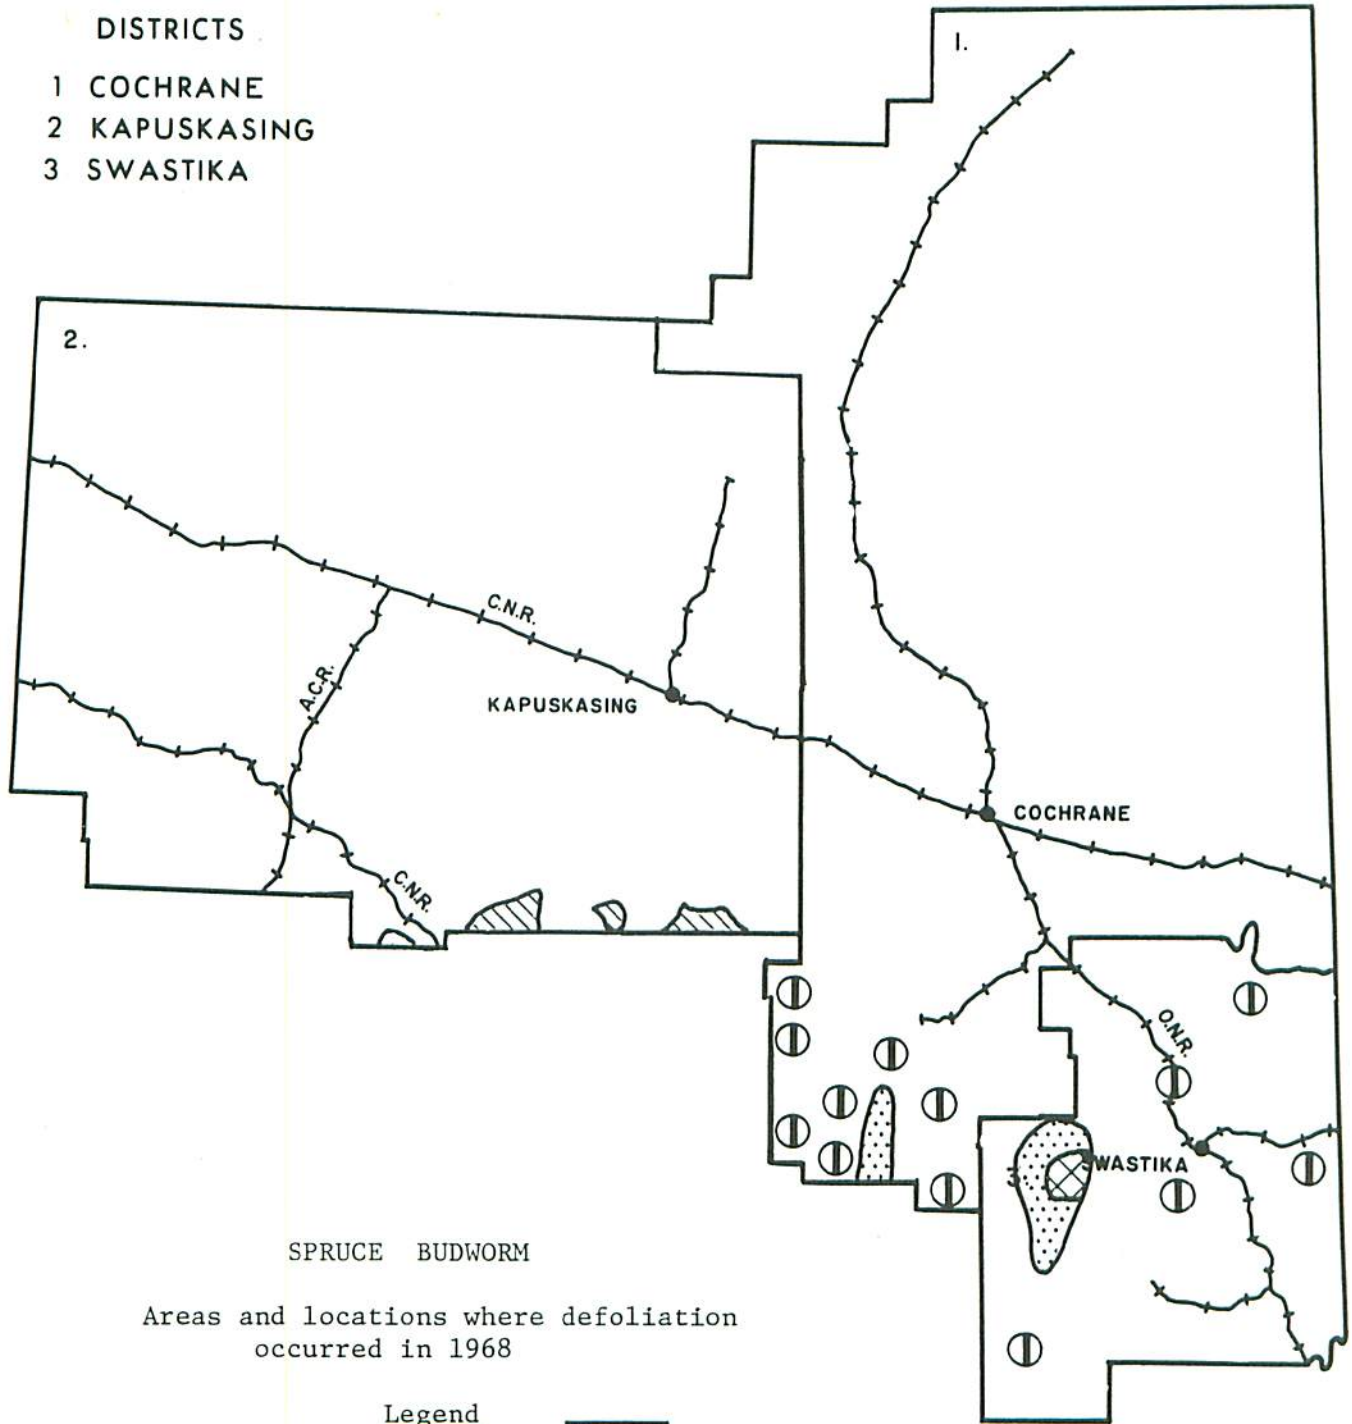 DISTRICTS
1 COCHRANE
2 KAPUSKASING
3 SWASTIKA
1.
2.
C.N.R.
A.C.R.
KAPUSKASING
COCHRANE
C.N.R.
O.N.R.
3
SWASTIKA
SPRUCE BUDWORM
Areas and locations where defoliation
occurred in 1968
Legend